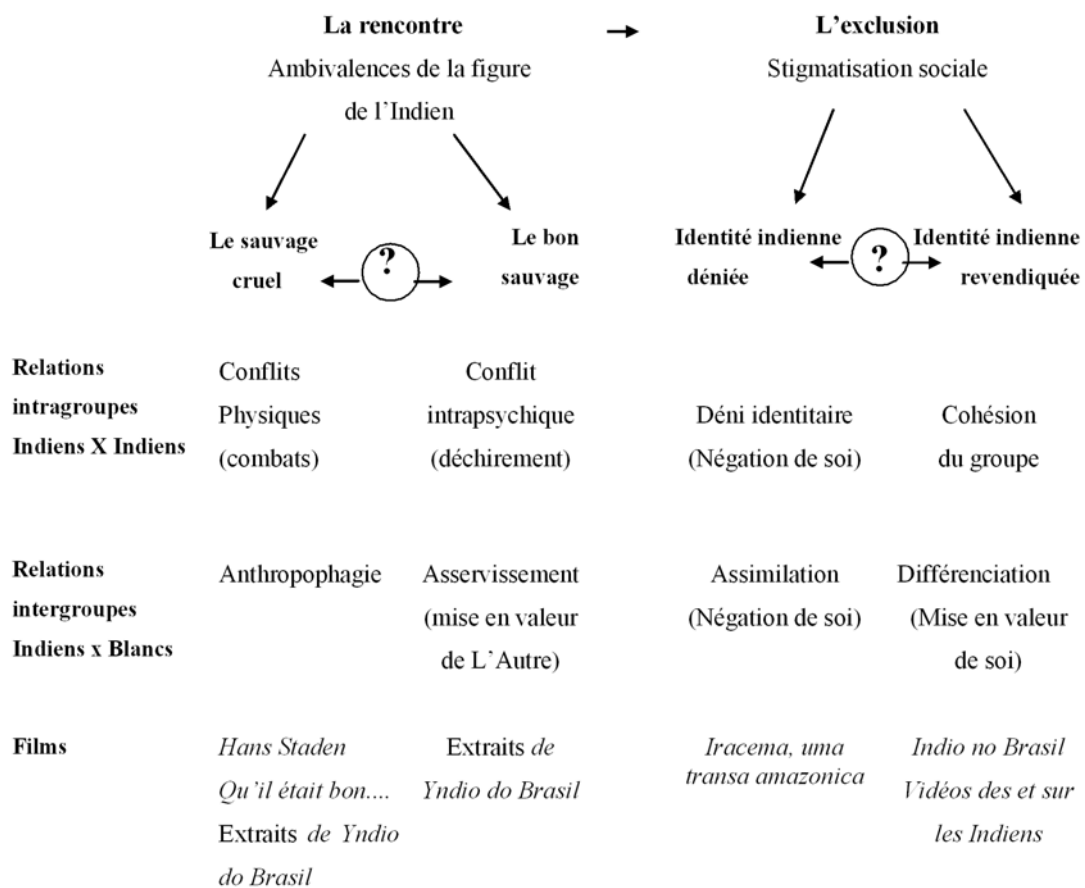 La rencontre → L'exclusion
Ambivalences de la figure Stigmatisation sociale
de l'Indien
Le sauvage
cruel
?
Le bon
sauvage
Identité indienne
déniée
?
Identité indienne
revendiquée
Relations
intragroupes
Indiens X Indiens
Conflits
Physiques
(combats)
Conflit
intrapsychique
(déchirement)
Déni identitaire
(Négation de soi)
Cohésion
du groupe
Relations
intergroupes
Indiens x Blancs
Anthropophagie
Asservissement
(mise en valeur
de L'Autre)
Assimilation
(Négation de soi)
Différenciation
(Mise en valeur
de soi)
Films
Hans Staden
Qu'il était bon....
Extraits de Yndio
do Brasil
Extraits de
Yndio do Brasil
Iracema, uma
transa amazonica
Indio no Brasil
Vidéos des et sur
les Indiens